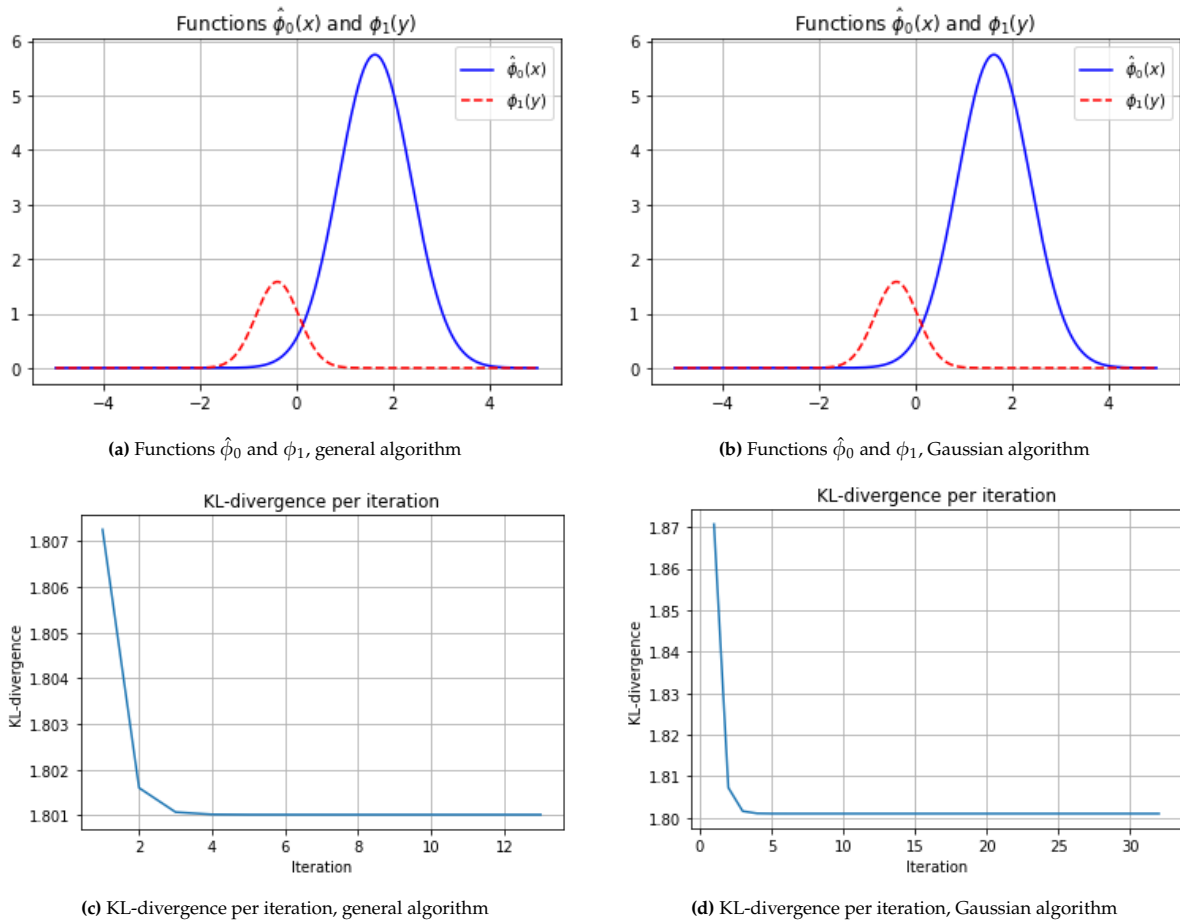 Functions $\hat{\phi}_0(x)$ and $\phi_1(y)$
6
5
4
3
2
1
0
−4 −2 0 2 4
$\hat{\phi}_0(x)$
$\phi_1(y)$
(a) Functions $\hat{\phi}_0$ and $\phi_1$, general algorithm
Functions $\hat{\phi}_0(x)$ and $\phi_1(y)$
6
5
4
3
2
1
0
−4 −2 0 2 4
$\hat{\phi}_0(x)$
$\phi_1(y)$
(b) Functions $\hat{\phi}_0$ and $\phi_1$, Gaussian algorithm
KL-divergence per iteration
KL-divergence
1.807
1.806
1.805
1.804
1.803
1.802
1.801
2 4 6 8 10 12
Iteration
(c) KL-divergence per iteration, general algorithm
KL-divergence per iteration
KL-divergence
1.87
1.86
1.85
1.84
1.83
1.82
1.81
1.80
0 5 10 15 20 25 30
Iteration
(d) KL-divergence per iteration, Gaussian algorithm